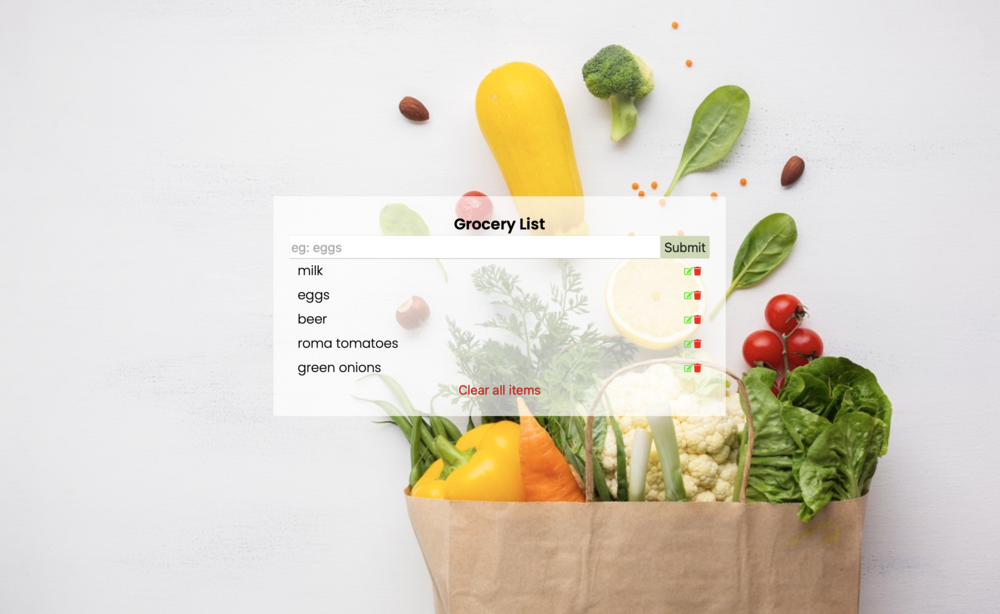 Grocery List
eg: eggs Submit
milk
eggs
beer
roma tomatoes
green onions
Clear all items